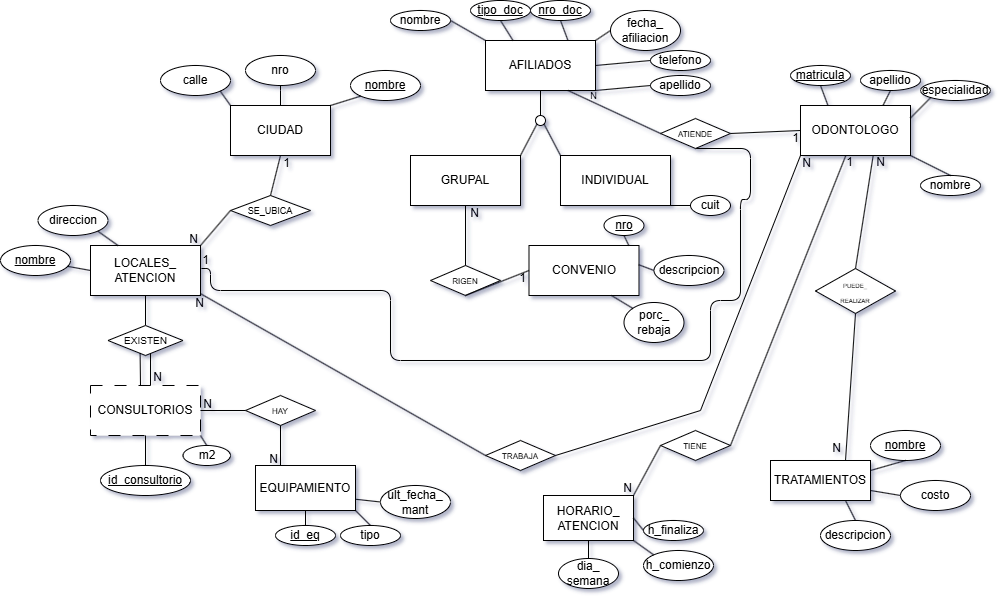 nombre
tipo_doc
nro_doc
fecha_
afiliacion
AFILIADOS
telefono
apellido
N
calle
nro
nombre
CIUDAD
1
matricula
apellido
especialidad
ODONTOLOGO
ATIENDE
1
N
1
N
nombre
GRUPAL
N
INDIVIDUAL
cuit
SE_UBICA
direccion
nombre
N
LOCALES_
ATENCION
1
N
nro
CONVENIO
1
RIGEN
descripcion
porc_
rebaja
PUEDE_
REALIZAR
EXISTEN
N
CONSULTORIOS
N
HAY
m2
id_consultorio
N
EQUIPAMIENTO
ult_fecha_
mant
id_eq
tipo
TRABAJA
TIENE
N
HORARIO_
ATENCION
h_finaliza
h_comienzo
dia_
semana
N
TRATAMIENTOS
nombre
costo
descripcion